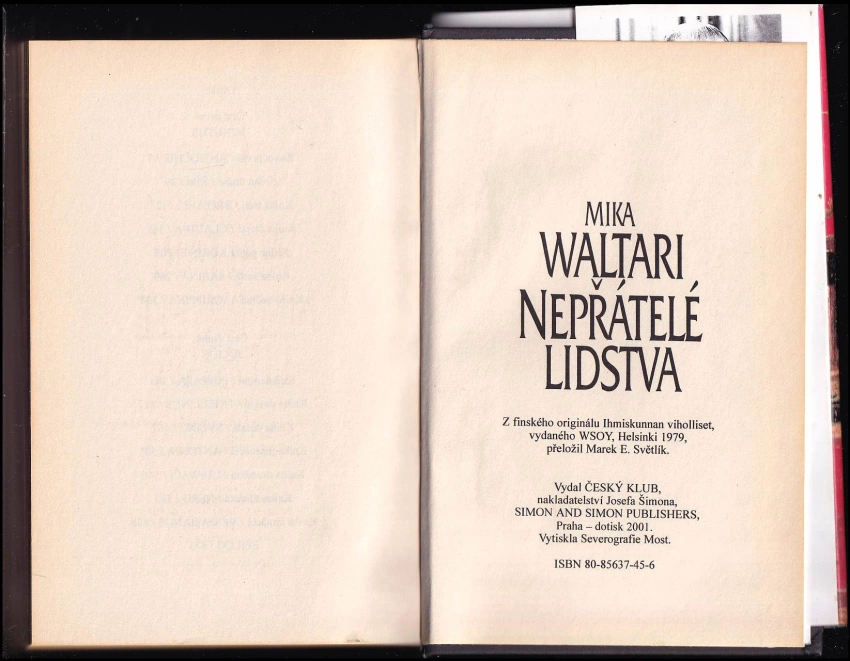 MIKA
WALTARI
NEPŘÁTELÉ
LIDSTVA
Z finského originálu Ihmiskunnan viholliset,
vydaného WSOY, Helsinki 1979,
přeložil Marek E. Světlík.
Vydal ČESKÝ KLUB,
nakladatelství Josefa Šimona,
SIMON AND SIMON PUBLISHERS,
Praha – dotisk 2001.
Vytiskla Severografie Most.
ISBN 80-85637-45-6